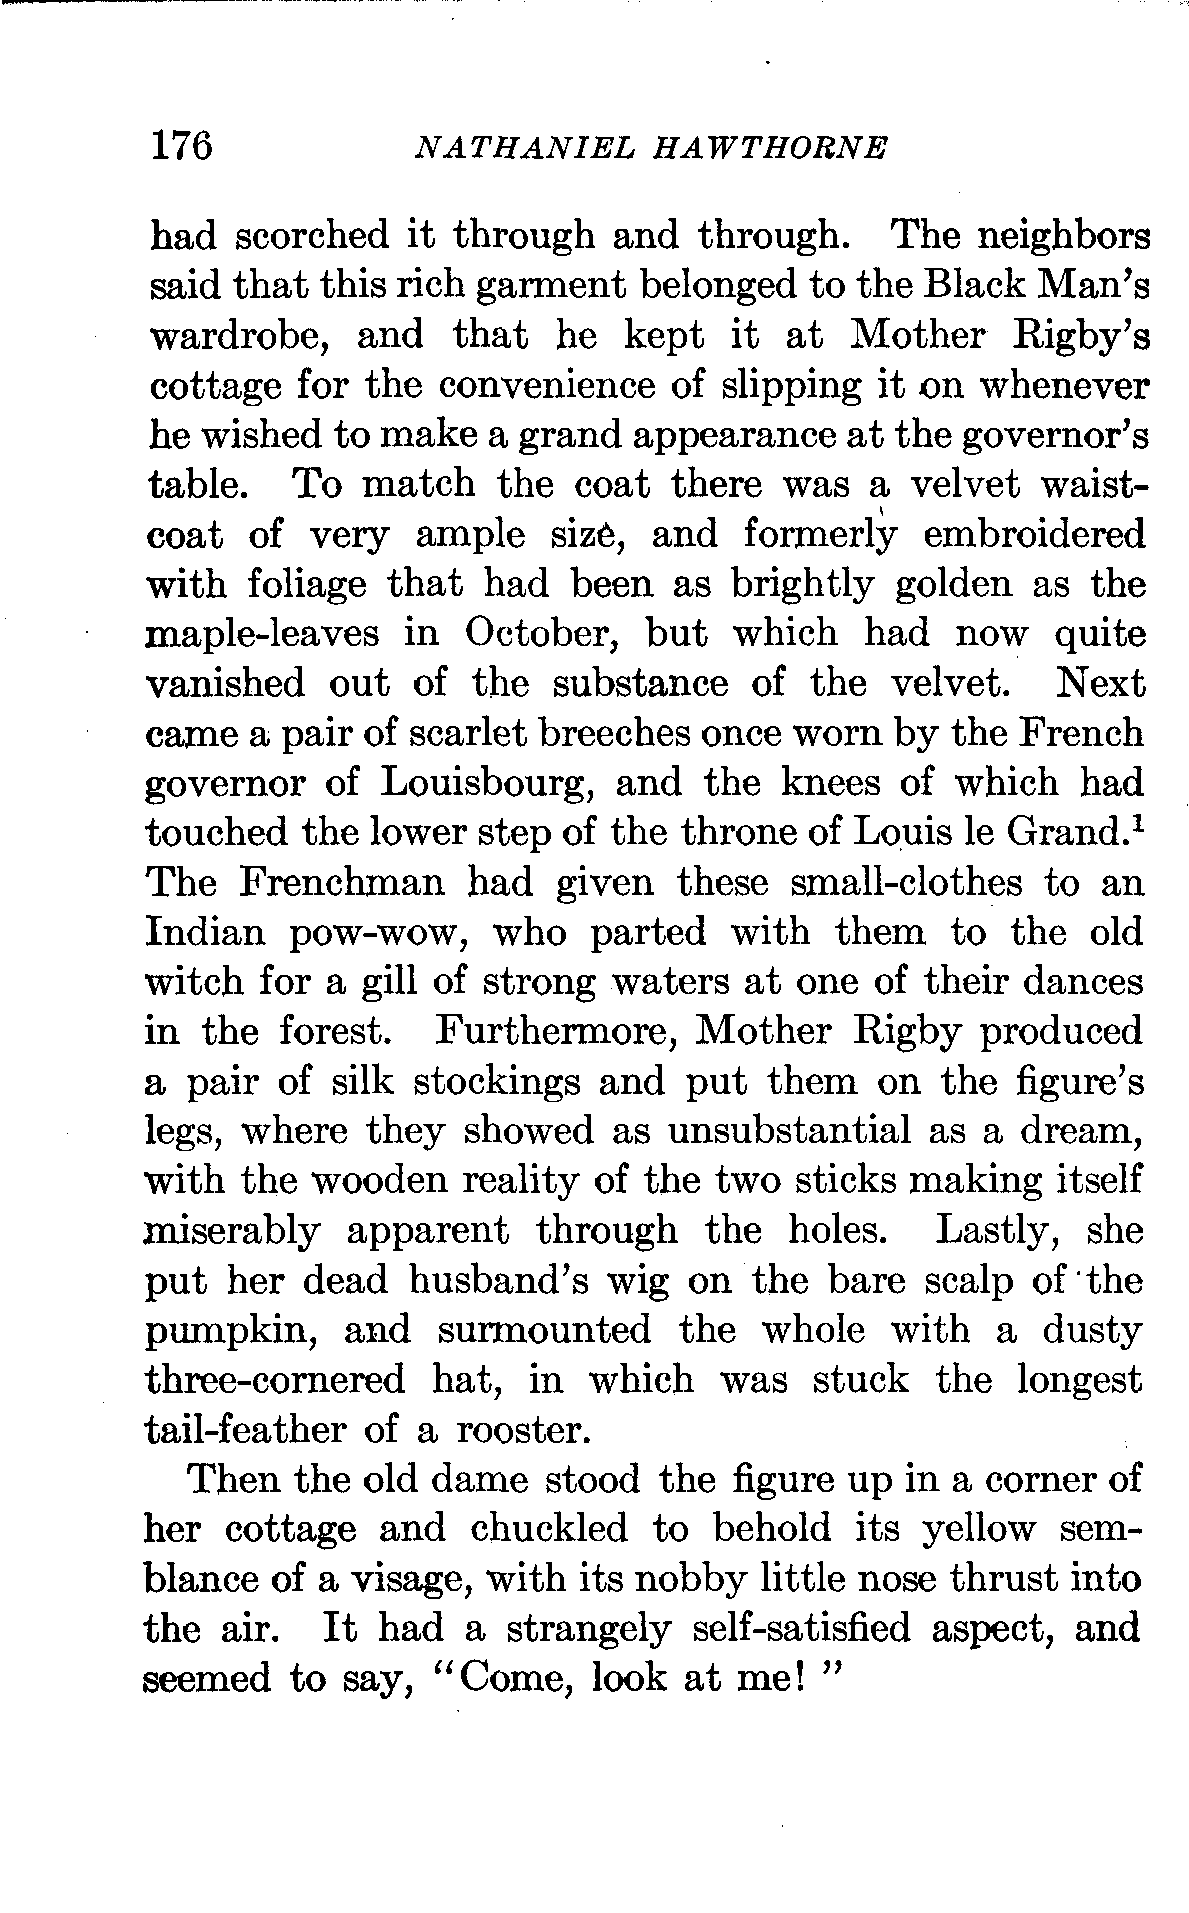 176 NATHANIEL HAWTHORNE
had scorched it through and through. The neighbors
said that this rich garment belonged to the Black Man's
wardrobe, and that he kept it at Mother Rigby's
cottage for the convenience of slipping it on whenever
he wished to make a grand appearance at the governor's
table. To match the coat there was a velvet waist-
coat of very ample size, and formerly embroidered
with foliage that had been as brightly golden as the
maple-leaves in October, but which had now quite
vanished out of the substance of the velvet. Next
came a pair of scarlet breeches once worn by the French
governor of Louisbourg, and the knees of which had
touched the lower step of the throne of Louis le Grand.¹
The Frenchman had given these small-clothes to an
Indian pow-wow, who parted with them to the old
witch for a gill of strong waters at one of their dances
in the forest. Furthermore, Mother Rigby produced
a pair of silk stockings and put them on the figure's
legs, where they showed as unsubstantial as a dream,
with the wooden reality of the two sticks making itself
miserably apparent through the holes. Lastly, she
put her dead husband's wig on the bare scalp of the
pumpkin, and surmounted the whole with a dusty
three-cornered hat, in which was stuck the longest
tail-feather of a rooster.
Then the old dame stood the figure up in a corner of
her cottage and chuckled to behold its yellow sem-
blance of a visage, with its nobby little nose thrust into
the air. It had a strangely self-satisfied aspect, and
seemed to say, "Come, look at me! "